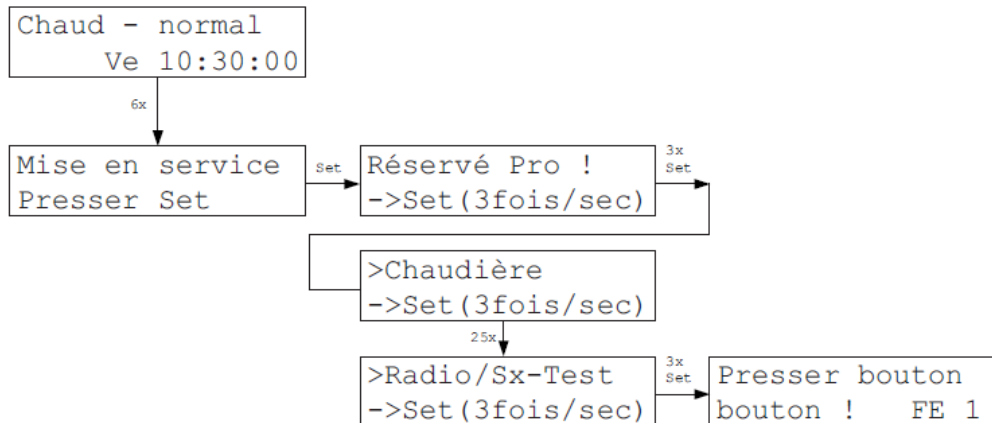 Chaud - normal
Ve 10:30:00
6x
Mise en service
Presser Set
Set
Réservé Pro !
->Set(3fois/sec)
3x
Set
>Chaudière
->Set(3fois/sec)
25x
>Radio/Sx-Test
->Set(3fois/sec)
3x
Set
Presser bouton
bouton ! FE 1